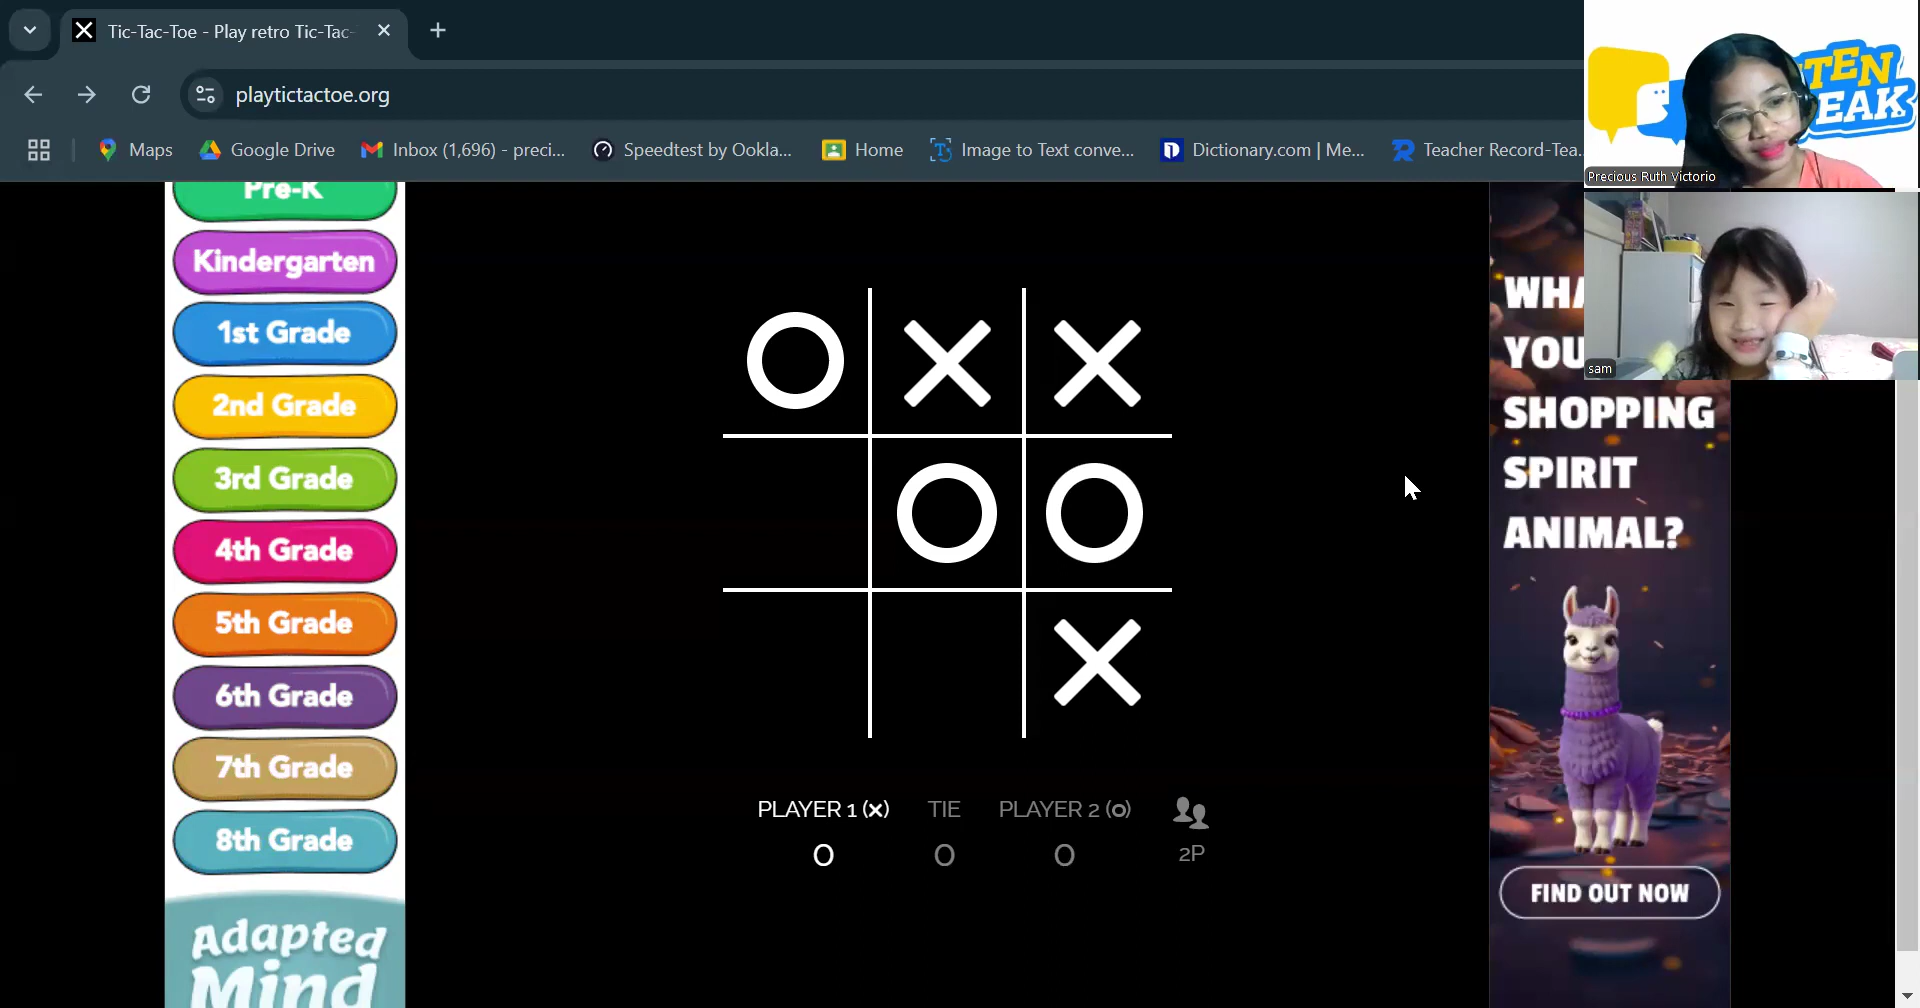 Tic-Tac-Toe - Play retro Tic-Tac-
playtictactoe.org
Maps
Google Drive
Inbox (1,696) - preci...
Speedtest by Ookla...
Home
Image to Text conve...
Dictionary.com | Me...
Teacher Record-Tea...
TEN
EAK
Precious Ruth Victorio
sam
Pre-K
Kindergarten
1st Grade
2nd Grade
3rd Grade
4th Grade
5th Grade
6th Grade
7th Grade
8th Grade
Adapted
Mind
PLAYER 1 (X)
TIE
PLAYER 2 (O)
0
0
0
2P
WHA
YOU
SHOPPING
SPIRIT
ANIMAL?
FIND OUT NOW